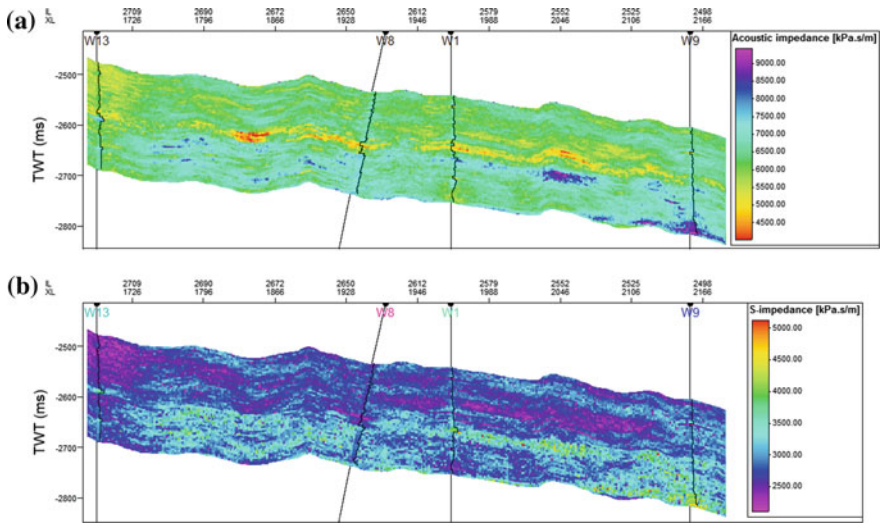 (a)
IL 2709 2690 2672 2650 2612 2579 2552 2525 2498
XL 1726 1796 1866 1928 1946 1988 2046 2106 2166
W13 W8 W1 W9
Acoustic impedance [kPa.s/m]
9000.00
8500.00
8000.00
7500.00
7000.00
6500.00
6000.00
5500.00
5000.00
4500.00
TWT (ms)
-2500
-2600
-2700
-2800
(b)
IL 2709 2690 2672 2650 2612 2579 2552 2525 2498
XL 1726 1796 1866 1928 1946 1988 2046 2106 2166
W13 W8 W1 W9
S-impedance [kPa.s/m]
5000.00
4500.00
4000.00
3500.00
3000.00
2500.00
TWT (ms)
-2500
-2600
-2700
-2800